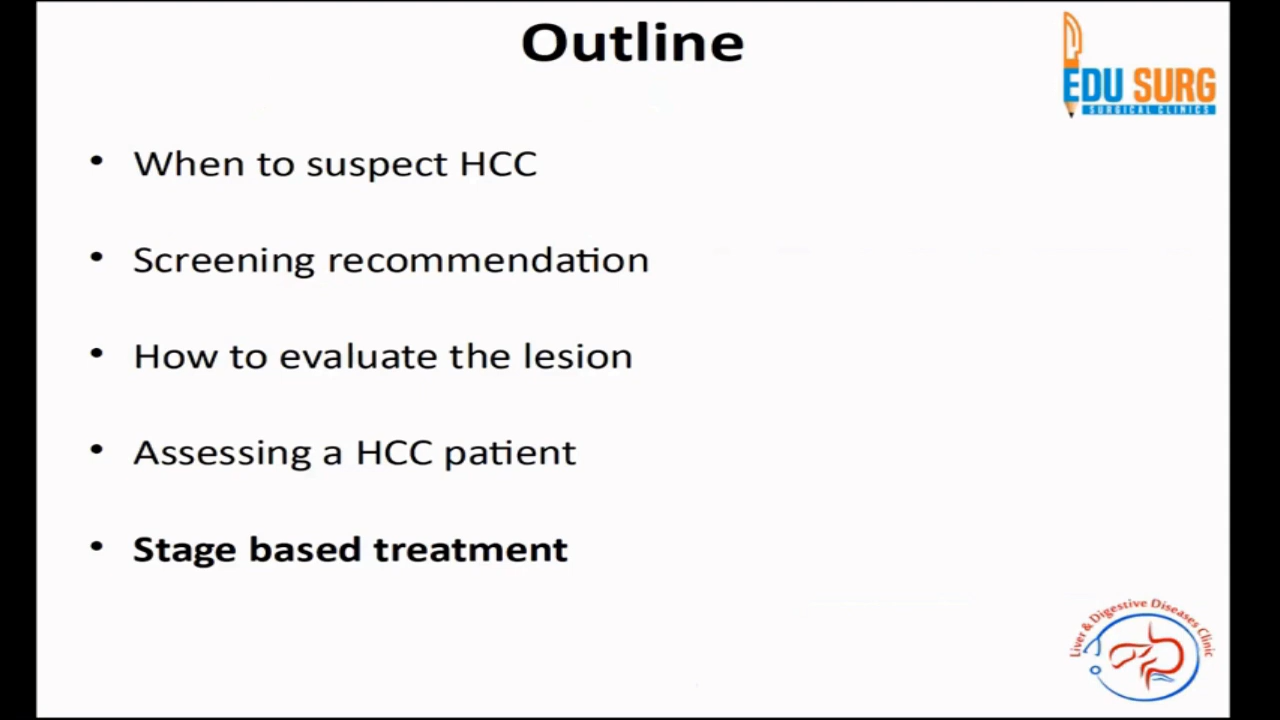 Outline
EDU SURG
SURGICAL CLINICS
• When to suspect HCC
• Screening recommendation
• How to evaluate the lesion
• Assessing a HCC patient
• Stage based treatment
Liver & Digestive Diseases Clinic